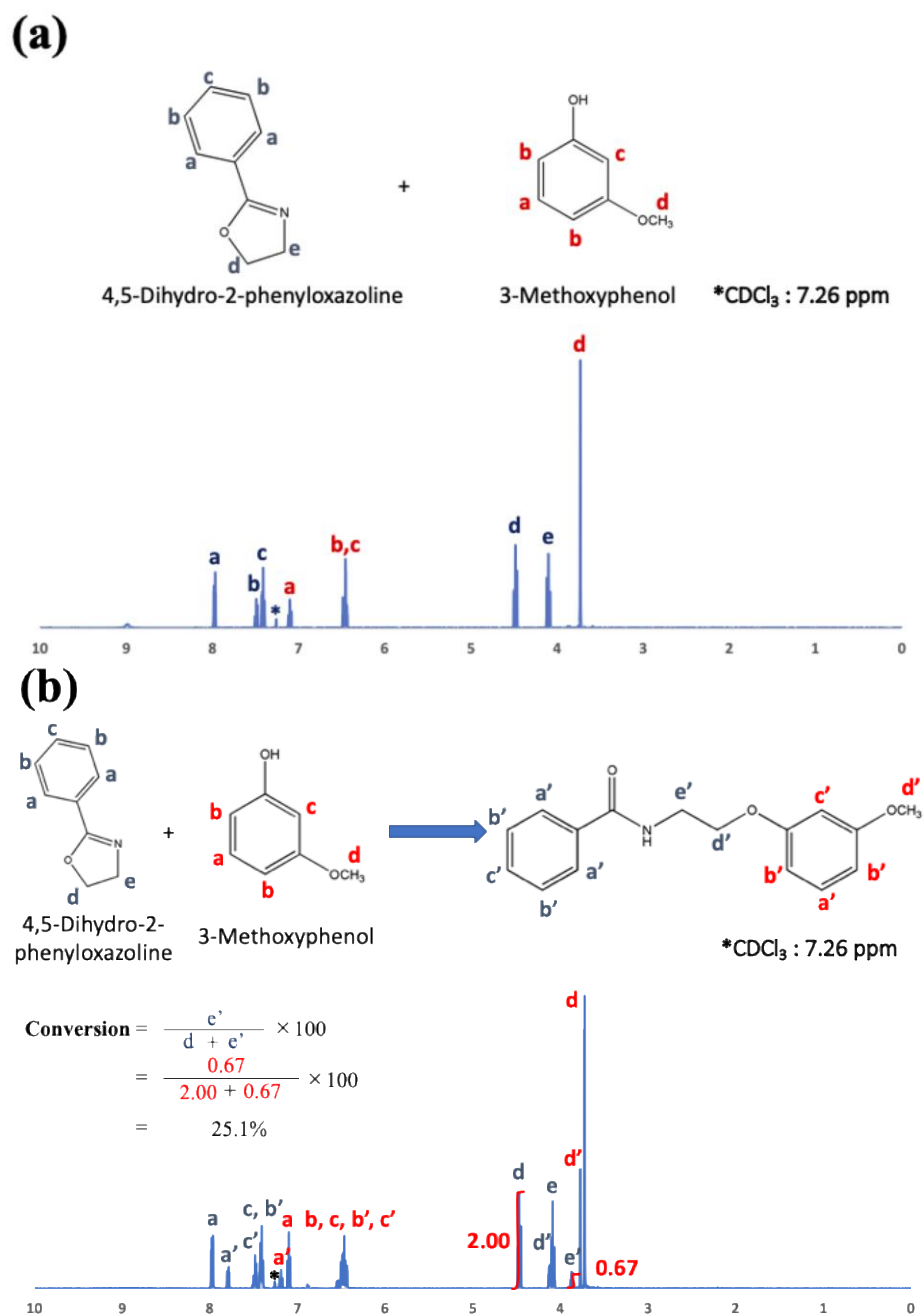 (a)
c
b
b
a
a
N
O
d
e
+
OH
b
c
a
d
OCH3
b
4,5-Dihydro-2-phenyloxazoline
3-Methoxyphenol
*CDCl3 : 7.26 ppm
d
d
e
b,c
a
c
b
a
*
10 9 8 7 6 5 4 3 2 1 0
(b)
c
b
b
a
a
N
O
d
e
4,5-Dihydro-2-
phenyloxazoline
+
OH
b
c
a
d
OCH3
b
3-Methoxyphenol
O
a’
b’
c’
b’
a’
N
H
e’
d’
O
c’
d’
OCH3
b’
b’
a’
*CDCl3 : 7.26 ppm
Conversion = e’ / d + e’ × 100
= 0.67 / 2.00 + 0.67 × 100
= 25.1%
d
d’
d
e
2.00
d’
e’
0.67
a
a’
c, b’
c’
a
a’
*
b, c, b’, c’
10 9 8 7 6 5 4 3 2 1 0